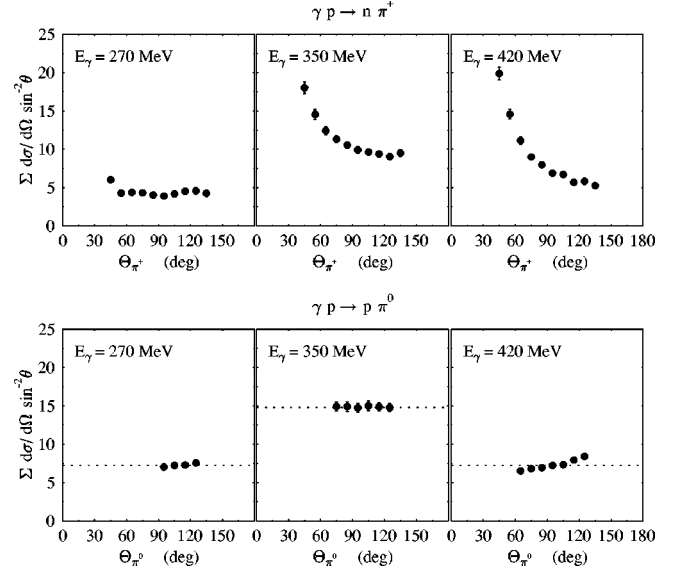 γ p → n π⁺
25
20
15
10
5
0
Σ dσ/dΩ sin⁻²θ
E_γ = 270 MeV
E_γ = 350 MeV
E_γ = 420 MeV
0 30 60 90 120 150 0 30 60 90 120 150 0 30 60 90 120 150 180
Θ_π⁺ (deg) Θ_π⁺ (deg) Θ_π⁺ (deg)
γ p → p π⁰
25
20
15
10
5
0
Σ dσ/dΩ sin⁻²θ
E_γ = 270 MeV
E_γ = 350 MeV
E_γ = 420 MeV
0 30 60 90 120 150 0 30 60 90 120 150 0 30 60 90 120 150 180
Θ_π⁰ (deg) Θ_π⁰ (deg) Θ_π⁰ (deg)